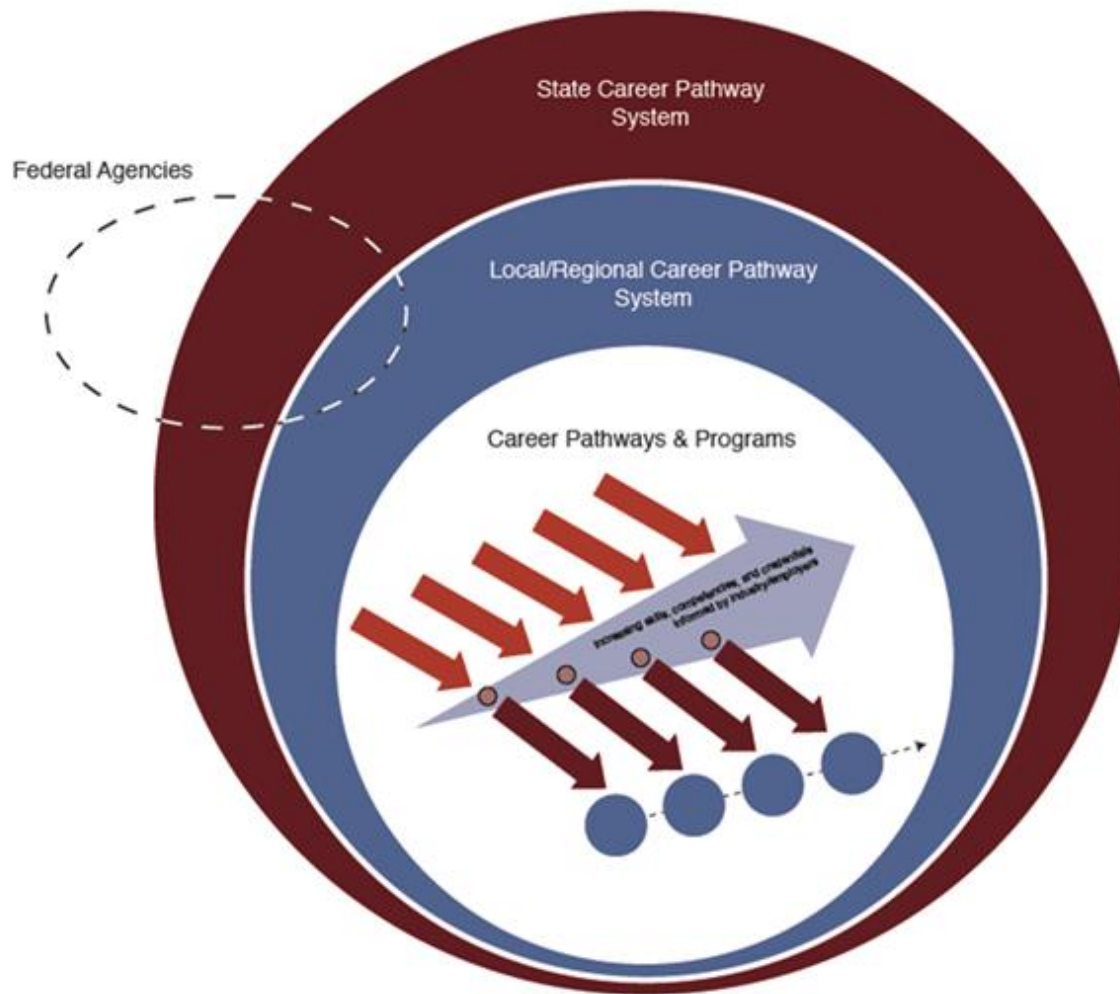 State Career Pathway
System
Federal Agencies
Local/Regional Career Pathway
System
Career Pathways & Programs
Increasing skills, competencies, and credentials
informed by industry/employers